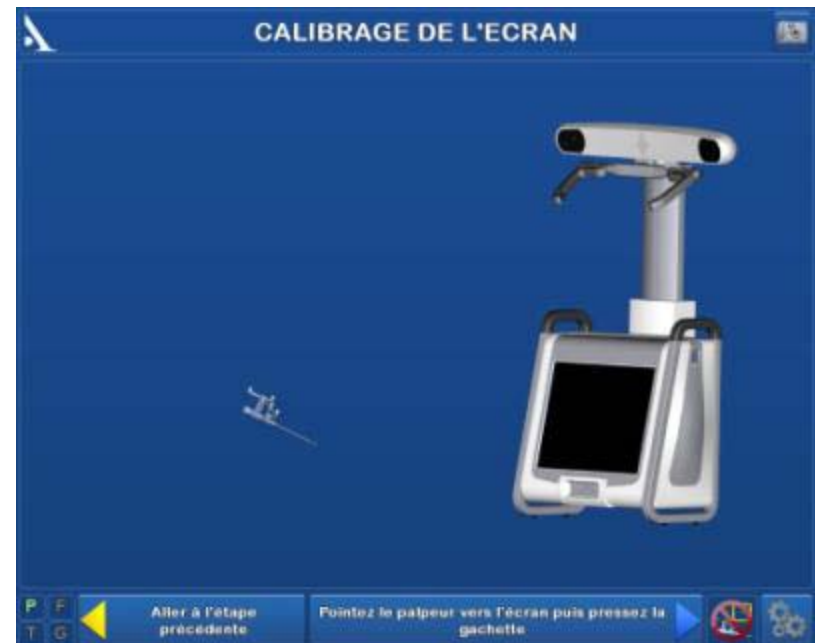 CALIBRAGE DE L'ECRAN
P F
T G
Aller à l'étape
précédente
Pointez le palpeur vers l'écran puis pressez la
gachette